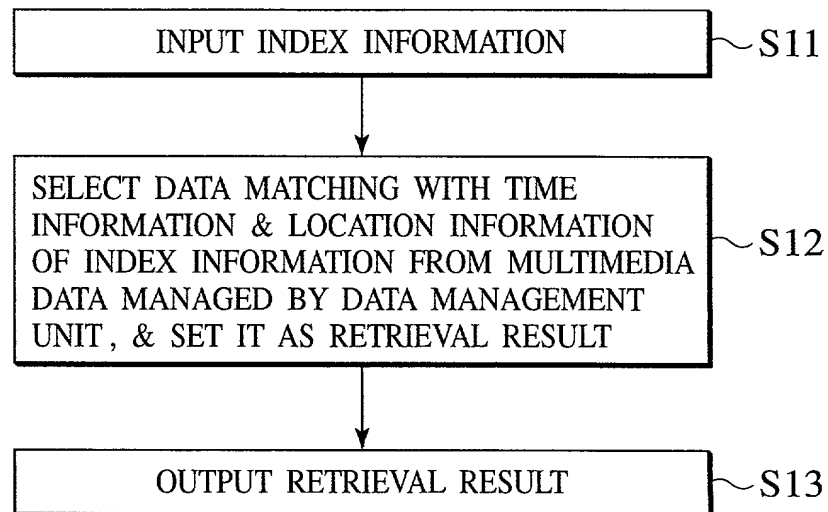 INPUT INDEX INFORMATION
S11
SELECT DATA MATCHING WITH TIME
INFORMATION & LOCATION INFORMATION
OF INDEX INFORMATION FROM MULTIMEDIA
DATA MANAGED BY DATA MANAGEMENT
UNIT, & SET IT AS RETRIEVAL RESULT
S12
OUTPUT RETRIEVAL RESULT
S13